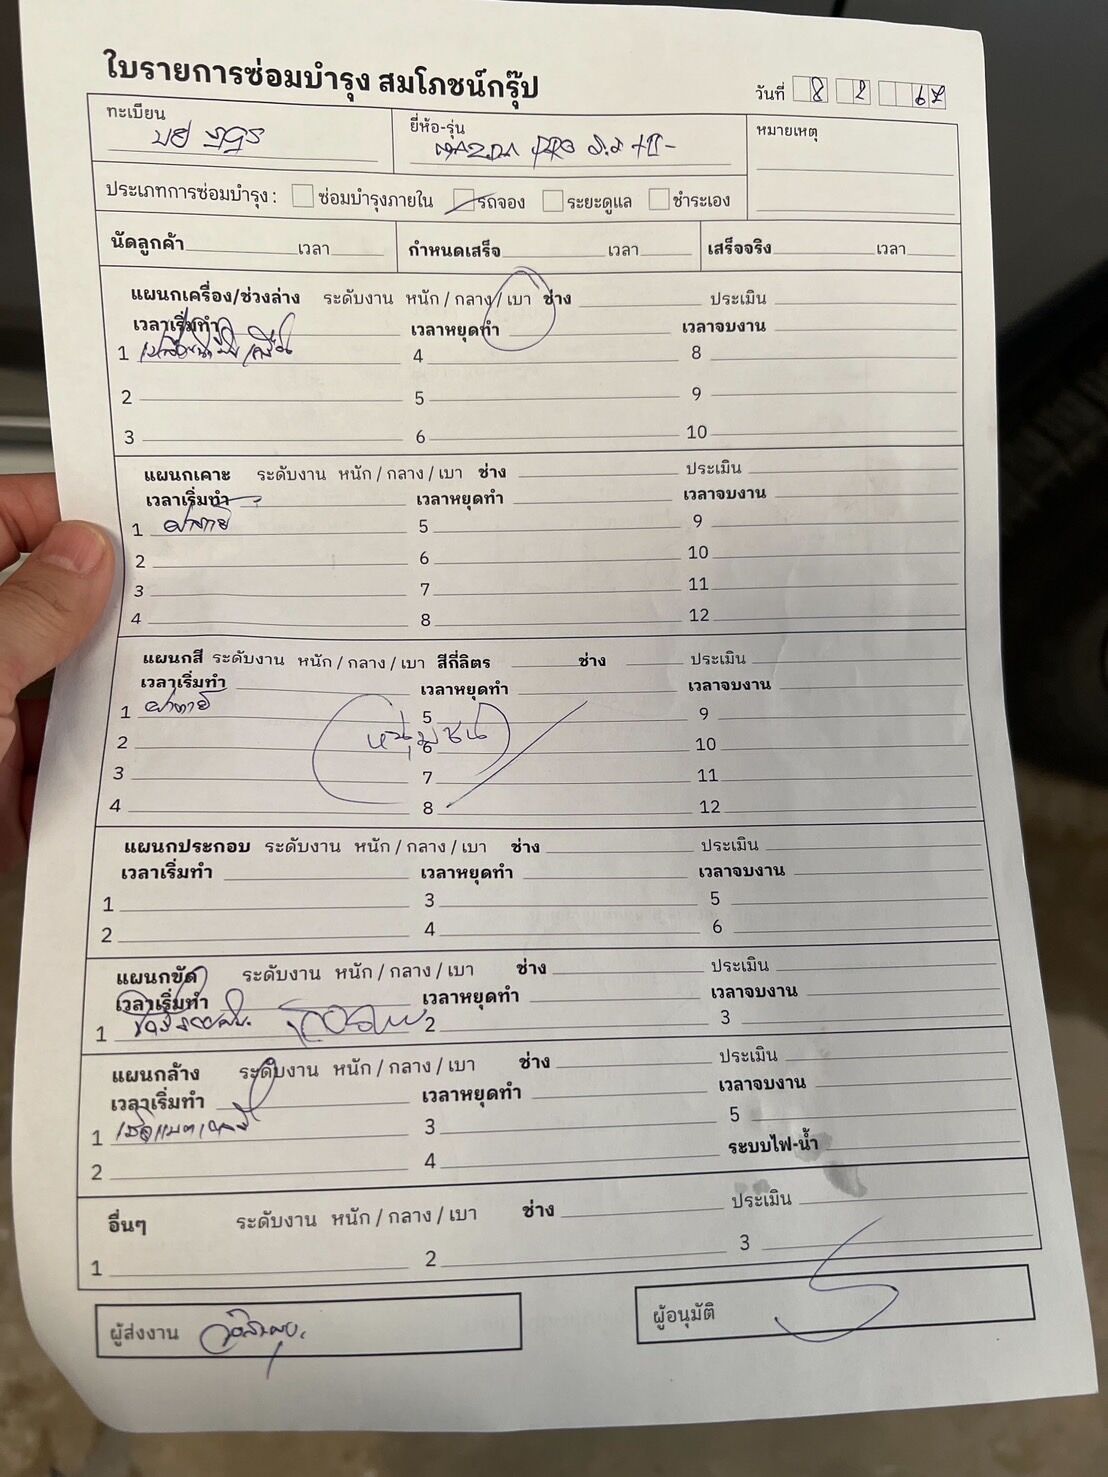 ใบรายการซ่อมบำรุง สมโภชน์กรุ๊ป
วันที่ 8 2 67
ทะเบียน
ยี่ห้อ-รุ่น
หมายเหตุ
MAZDA
ประเภทการซ่อมบำรุง : ซ่อมบำรุงภายใน รถจอง ระยะดูแล ชำระเอง
นัดลูกค้า เวลา กำหนดเสร็จ เวลา เสร็จจริง เวลา
แผนกเครื่อง/ช่วงล่าง ระดับงาน หนัก / กลาง / เบา ช่าง ประเมิน
เวลาเริ่มทำ เวลาหยุดทำ เวลาจบงาน
1 4 8
2 5 9
3 6 10
แผนกเคาะ ระดับงาน หนัก / กลาง / เบา ช่าง ประเมิน
เวลาเริ่มทำ เวลาหยุดทำ เวลาจบงาน
1 ฝาท้าย 5 9
2 6 10
3 7 11
4 8 12
แผนกสี ระดับงาน หนัก / กลาง / เบา สีกี่ลิตร ช่าง ประเมิน
เวลาเริ่มทำ เวลาหยุดทำ เวลาจบงาน
1 ฝาท้าย 5 9
2 หนุ่มชน 6 10
3 7 11
4 8 12
แผนกประกอบ ระดับงาน หนัก / กลาง / เบา ช่าง ประเมิน
เวลาเริ่มทำ เวลาหยุดทำ เวลาจบงาน
1 3 5
2 4 6
แผนกขัด ระดับงาน หนัก / กลาง / เบา ช่าง ประเมิน
เวลาเริ่มทำ เวลาหยุดทำ เวลาจบงาน
1 2 3
แผนกล้าง ระดับงาน หนัก / กลาง / เบา ช่าง ประเมิน
เวลาเริ่มทำ เวลาหยุดทำ เวลาจบงาน
1 3 5
2 4 ระบบไฟ-น้ำ
อื่นๆ ระดับงาน หนัก / กลาง / เบา ช่าง ประเมิน
1 2 3
ผู้ส่งงาน
ผู้อนุมัติ